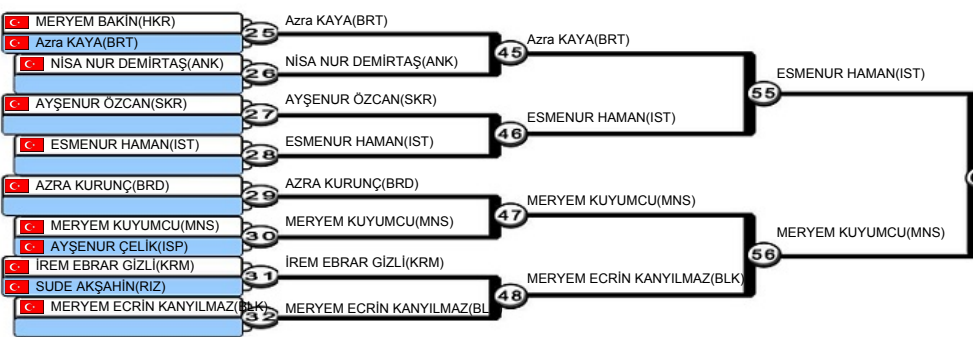 MERYEM BAKİN(HKR)
Azra KAYA(BRT)
25
Azra KAYA(BRT)
NİSA NUR DEMİRTAŞ(ANK)
26
NİSA NUR DEMİRTAŞ(ANK)
45
Azra KAYA(BRT)
AYŞENUR ÖZCAN(SKR)
27
AYŞENUR ÖZCAN(SKR)
ESMENUR HAMAN(IST)
28
ESMENUR HAMAN(IST)
46
ESMENUR HAMAN(IST)
55
ESMENUR HAMAN(IST)
AZRA KURUNÇ(BRD)
29
AZRA KURUNÇ(BRD)
MERYEM KUYUMCU(MNS)
AYŞENUR ÇELİK(ISP)
30
MERYEM KUYUMCU(MNS)
47
MERYEM KUYUMCU(MNS)
İREM EBRAR GİZLİ(KRM)
SUDE AKŞAHİN(RIZ)
31
İREM EBRAR GİZLİ(KRM)
MERYEM ECRİN KANYILMAZ(BLK)
32
MERYEM ECRİN KANYILMAZ(BL
48
MERYEM ECRİN KANYILMAZ(BLK)
56
MERYEM KUYUMCU(MNS)